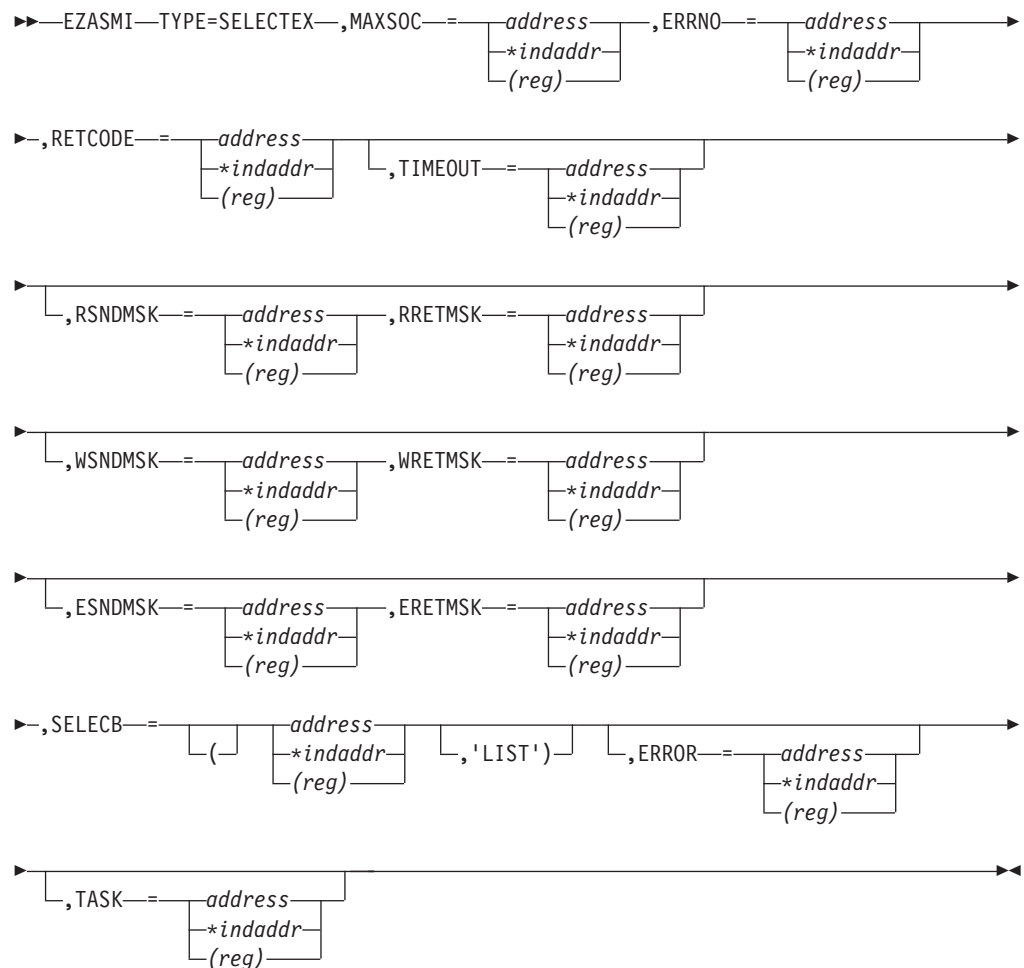 EZASMI TYPE=SELECTEX ,MAXSOC = address ,ERRNO = address
*indaddr *indaddr
(reg) (reg)
,RETCODE = address ,TIMEOUT = address
*indaddr *indaddr
(reg) (reg)
,RSNDMSK = address ,RRETMSK = address
*indaddr *indaddr
(reg) (reg)
,WSNDMSK = address ,WRETMSK = address
*indaddr *indaddr
(reg) (reg)
,ESNDMSK = address ,ERETMSK = address
*indaddr *indaddr
(reg) (reg)
,SELECB = ( address ,'LIST') ,ERROR = address
*indaddr *indaddr
(reg) (reg)
,TASK = address
*indaddr
(reg)